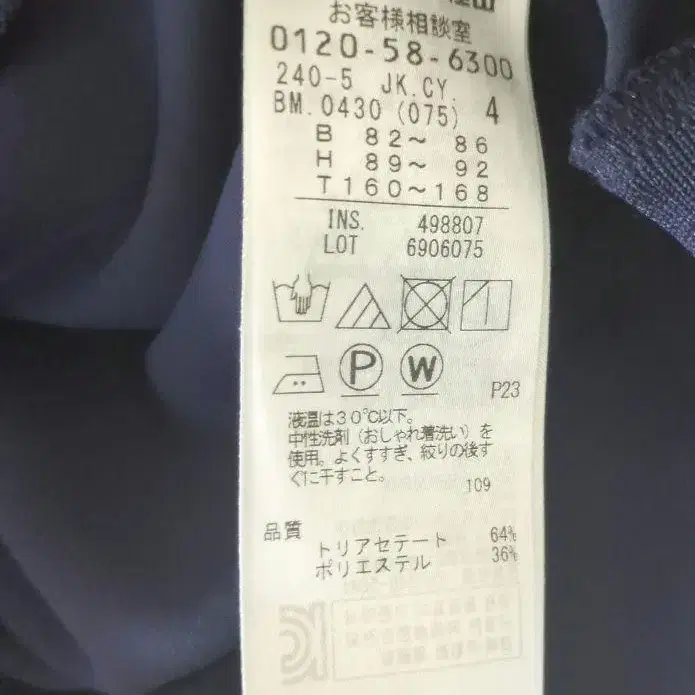 お客様相談室
0120-58-6300
240-5 JK.CY.
BM.0430 (075) 4
B 82～ 86
H 89～ 92
T160～168
INS. 498807
LOT 6906075
P W
P23
液温は30℃以下。
中性洗剤（おしゃれ着洗い）を
使用。よくすすぎ、絞りの後す
ぐに干すこと。
109
品質
トリアセテート 64%
ポリエステル 36%